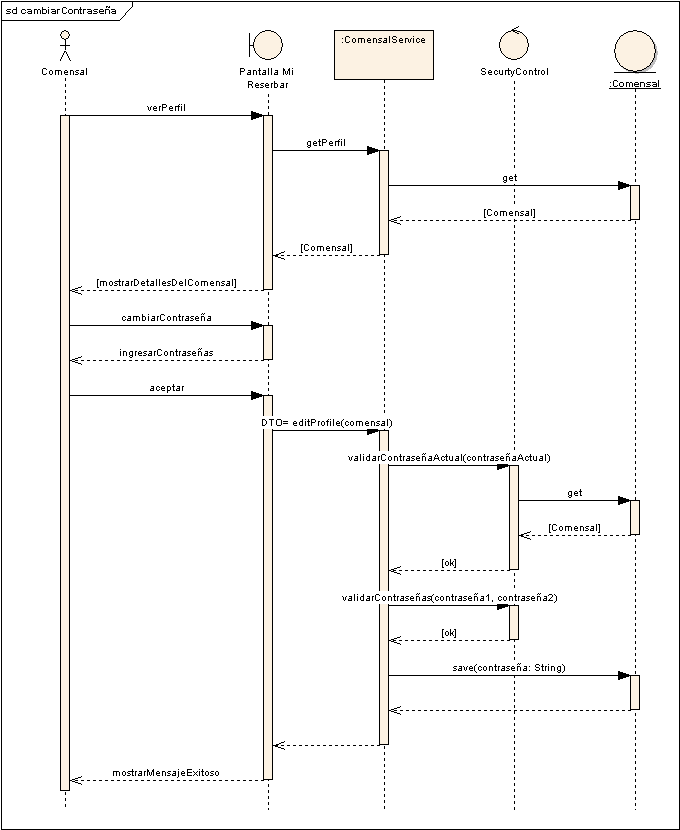 sd cambiarContraseña
Comensal
Pantalla Mi
Reserbar
:ComensalService
SecurtyControl
:Comensal
verPerfil
getPerfil
get
[Comensal]
[Comensal]
[mostrarDetallesDelComensal]
cambiarContraseña
ingresarContraseñas
aceptar
DTO= editProfile(comensal)
validarContraseñaActual(contraseñaActual)
get
[Comensal]
[ok]
validarContraseñas(contraseña1, contraseña2)
[ok]
save(contraseña: String)
mostrarMensajeExitoso